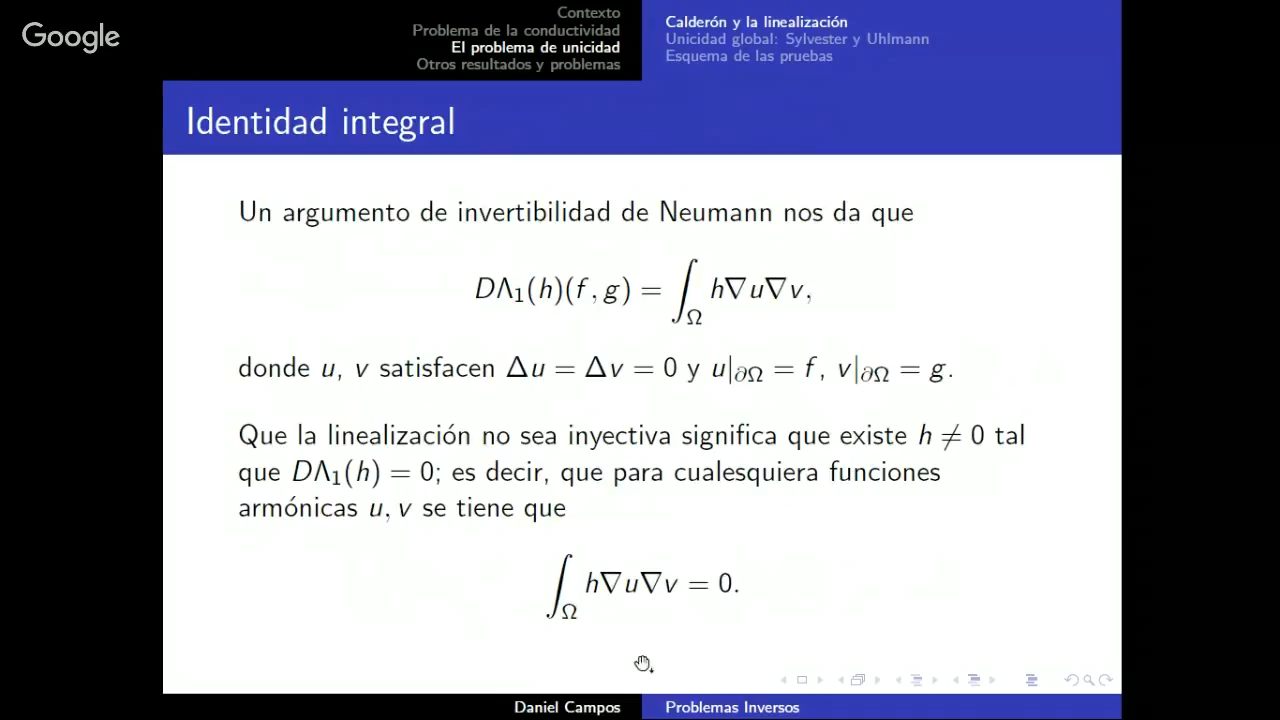 Google
Contexto
Problema de la conductividad
El problema de unicidad
Otros resultados y problemas
Calderón y la linealización
Unicidad global: Sylvester y Uhlmann
Esquema de las pruebas
Identidad integral
Un argumento de invertibilidad de Neumann nos da que
DΛ₁(h)(f, g) = ∫_Ω h∇u∇v,
donde u, v satisfacen Δu = Δv = 0 y u|∂Ω = f, v|∂Ω = g.
Que la linealización no sea inyectiva significa que existe h ≠ 0 tal
que DΛ₁(h) = 0; es decir, que para cualesquiera funciones
armónicas u, v se tiene que
∫_Ω h∇u∇v = 0.
Daniel Campos
Problemas Inversos